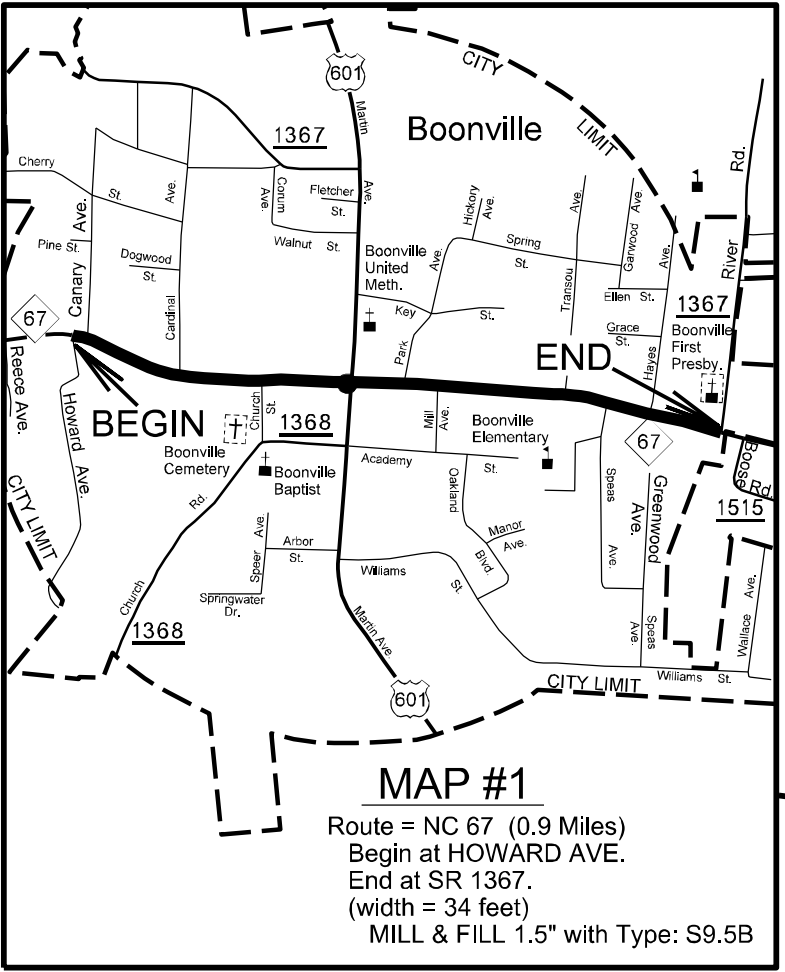 CITY
LIMIT
601
Martin
Ave.
Boonville
1367
Cherry
St.
Ave.
Corum
Ave.
Fletcher
St.
Walnut St.
Hickory
Ave.
Ave.
Garwood
Ave.
Ave.
Rd.
River
Pine St.
Canary Ave.
Dogwood
St.
Cardinal
Boonville
United
Meth.
Ave.
Spring
St.
Transou
Ellen St.
1367
67
Key
St.
Park
Grace
St.
Hayes
Boonville
First
Presby.
Reece Ave.
Howard Ave.
BEGIN
END
Church
St.
1368
Mill
Ave.
Boonville
Elementary
67
Boonville
Cemetery
Boonville
Baptist
Academy
St.
Oakland
Blvd.
Manor
Ave.
Speas
Ave.
Greenwood
Ave.
Boose
Rd.
1515
CITY LIMIT
Rd.
Church
Speer Ave.
Arbor
St.
Williams
St.
Springwater
Dr.
1368
Martin Ave
Speas
Ave.
Wallace Ave.
Williams St.
601
CITY LIMIT
MAP #1
Route = NC 67 (0.9 Miles)
Begin at HOWARD AVE.
End at SR 1367.
(width = 34 feet)
MILL & FILL 1.5" with Type: S9.5B